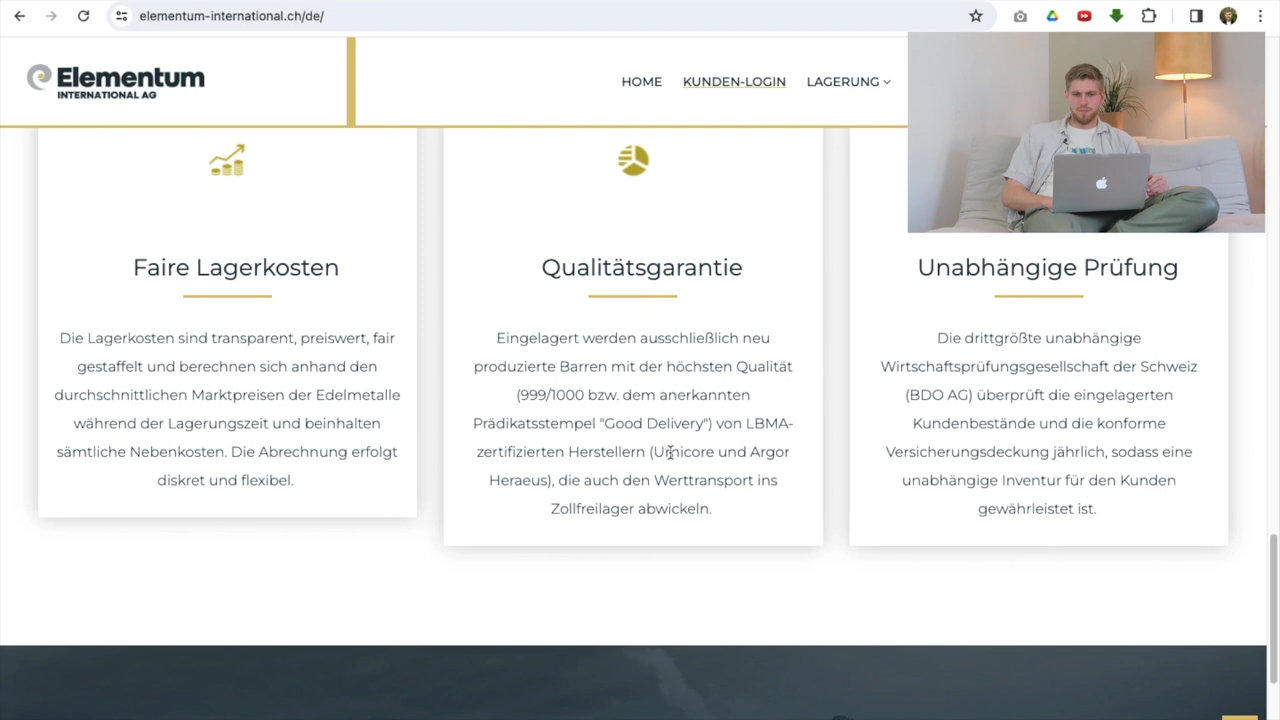 elementum-international.ch/de/
Elementum
INTERNATIONAL AG
HOME KUNDEN-LOGIN LAGERUNG
Faire Lagerkosten
Die Lagerkosten sind transparent, preiswert, fair
gestaffelt und berechnen sich anhand den
durchschnittlichen Marktpreisen der Edelmetalle
während der Lagerungszeit und beinhalten
sämtliche Nebenkosten. Die Abrechnung erfolgt
diskret und flexibel.
Qualitätsgarantie
Eingelagert werden ausschließlich neu
produzierte Barren mit der höchsten Qualität
(999/1000 bzw. dem anerkannten
Prädikatsstempel "Good Delivery") von LBMA-
zertifizierten Herstellern (Umicore und Argor
Heraeus), die auch den Werttransport ins
Zollfreilager abwickeln.
Unabhängige Prüfung
Die drittgrößte unabhängige
Wirtschaftsprüfungsgesellschaft der Schweiz
(BDO AG) überprüft die eingelagerten
Kundenbestände und die konforme
Versicherungsdeckung jährlich, sodass eine
unabhängige Inventur für den Kunden
gewährleistet ist.